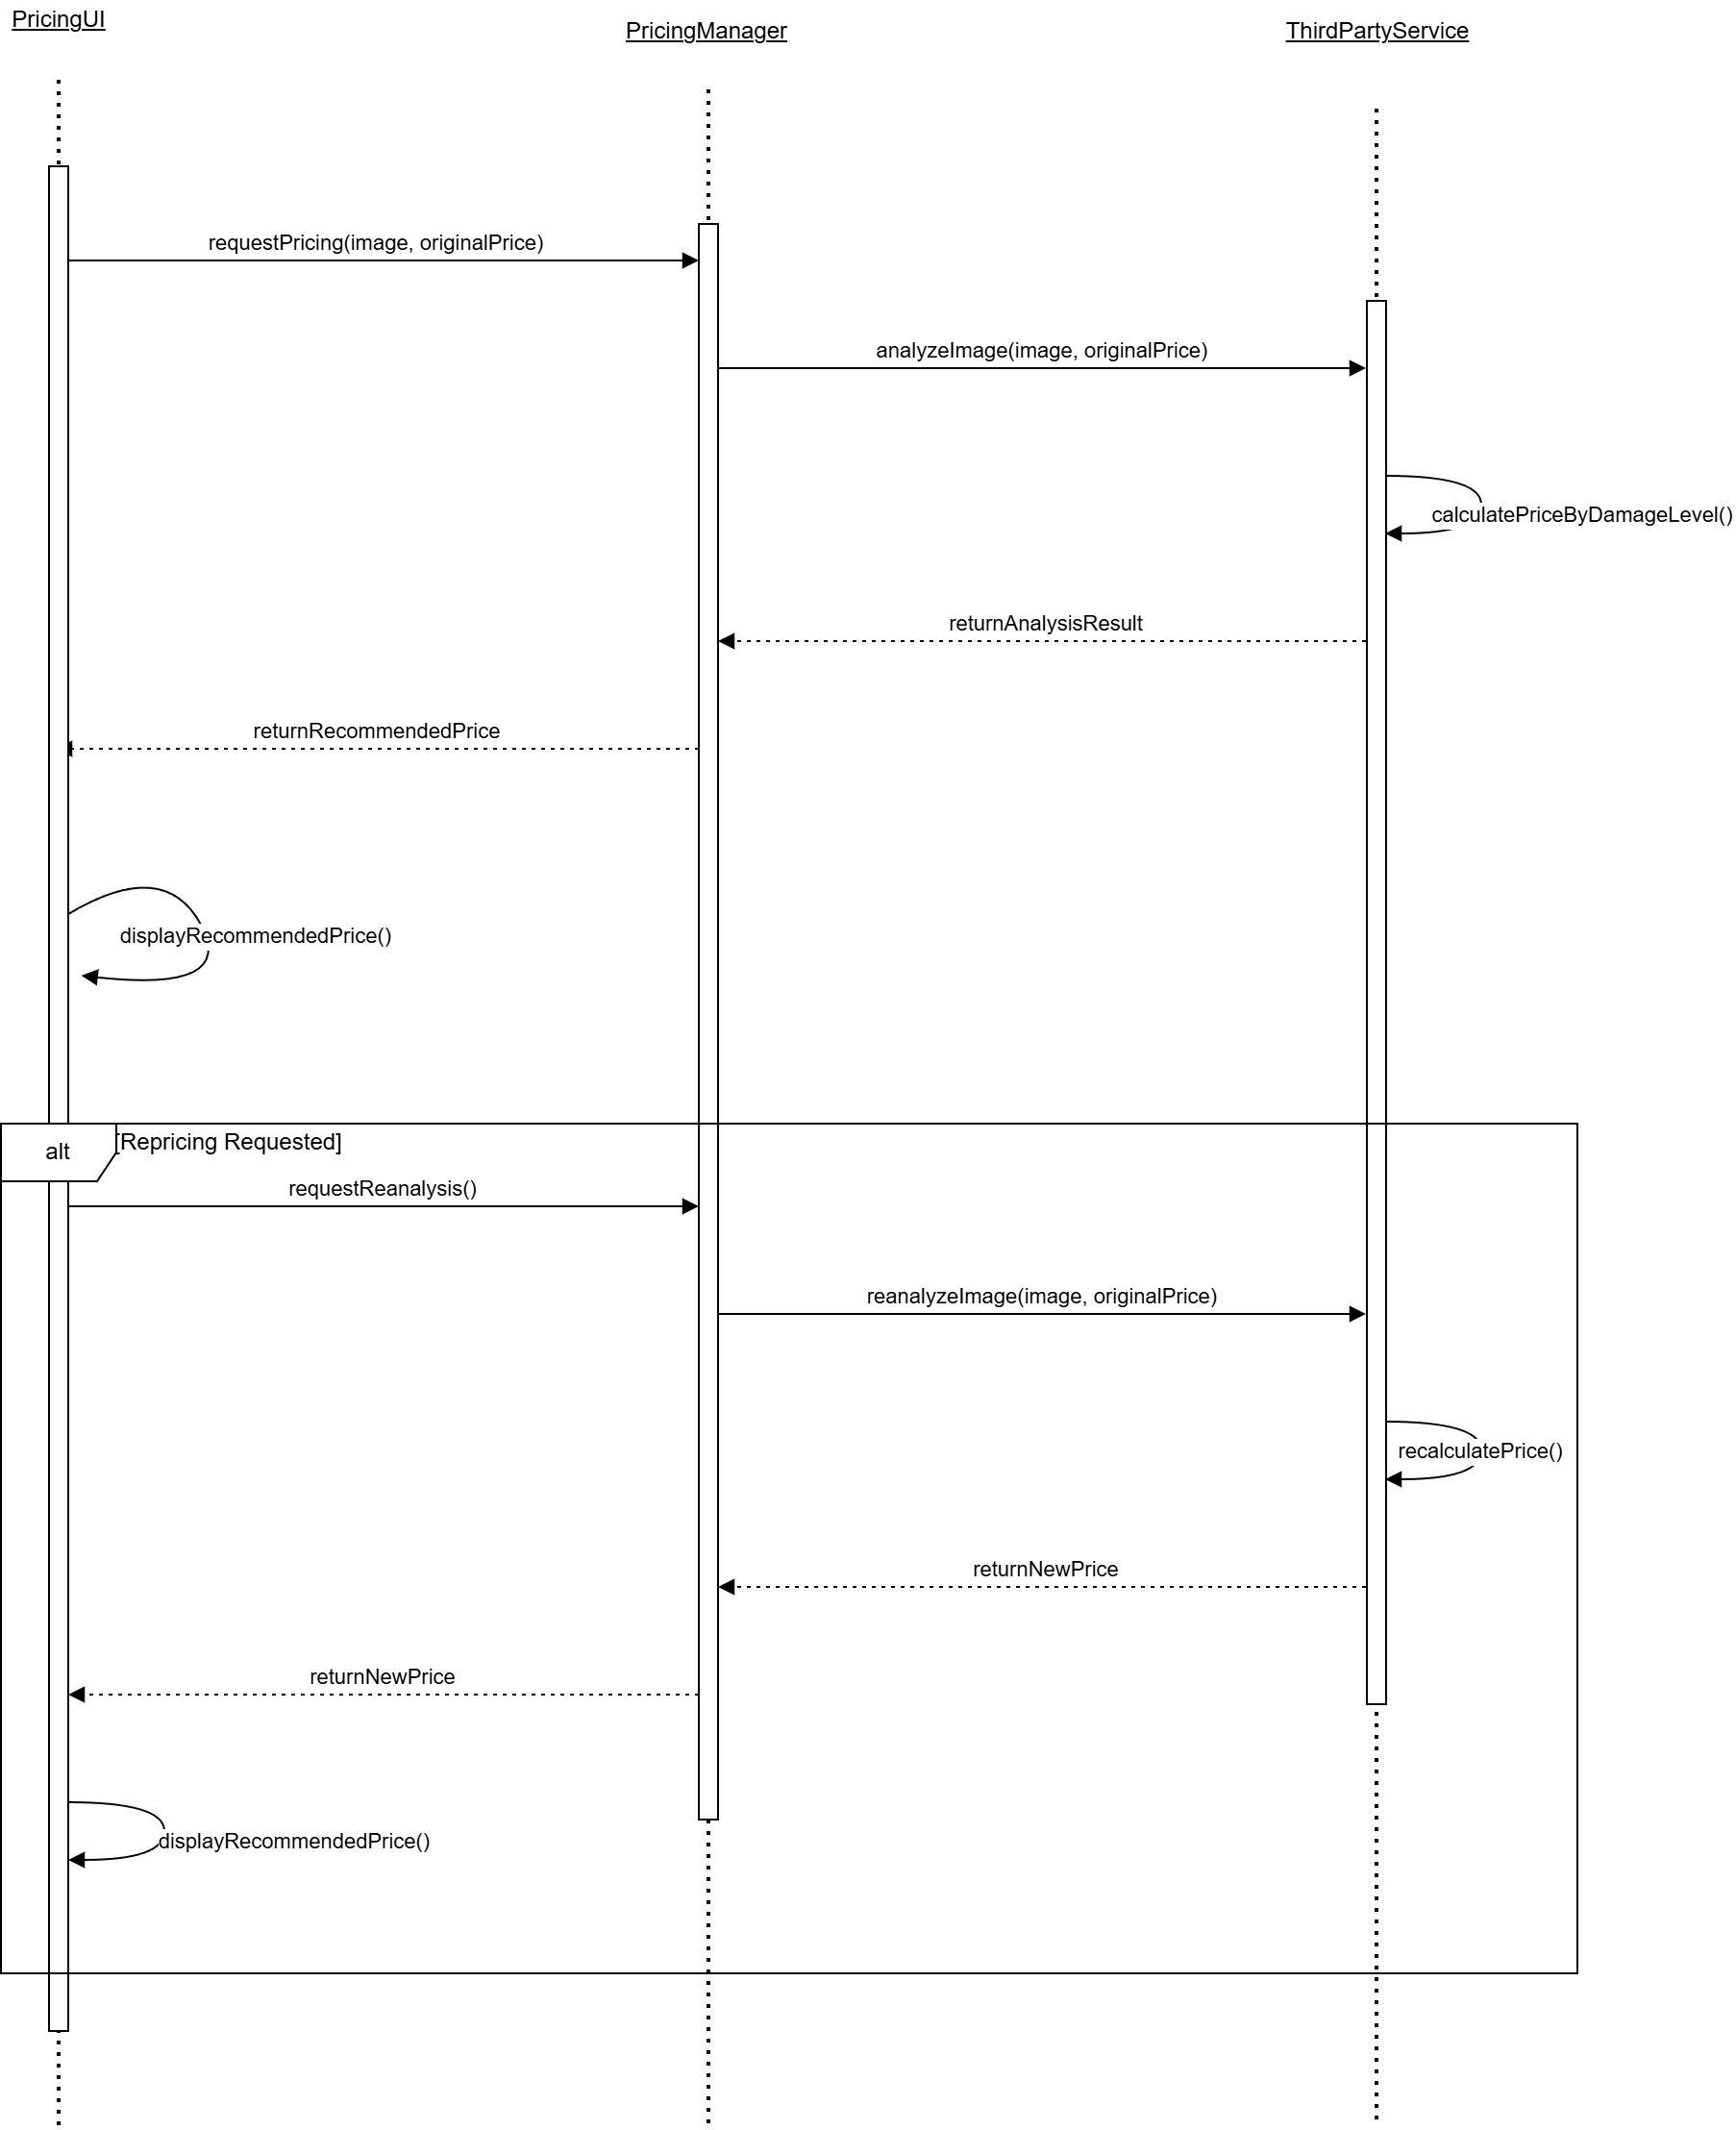 PricingUI
PricingManager
ThirdPartyService
requestPricing(image, originalPrice)
analyzeImage(image, originalPrice)
calculatePriceByDamageLevel()
returnAnalysisResult
returnRecommendedPrice
displayRecommendedPrice()
alt
[Repricing Requested]
requestReanalysis()
reanalyzeImage(image, originalPrice)
recalculatePrice()
returnNewPrice
returnNewPrice
displayRecommendedPrice()